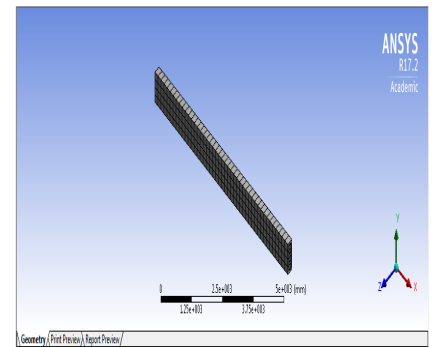 ANSYS
R17.2
Academic
Y
Z X
0 2.5e+003 5e+003 (mm)
1.25e+003 3.75e+003
Geometry / Print Preview / Report Preview /